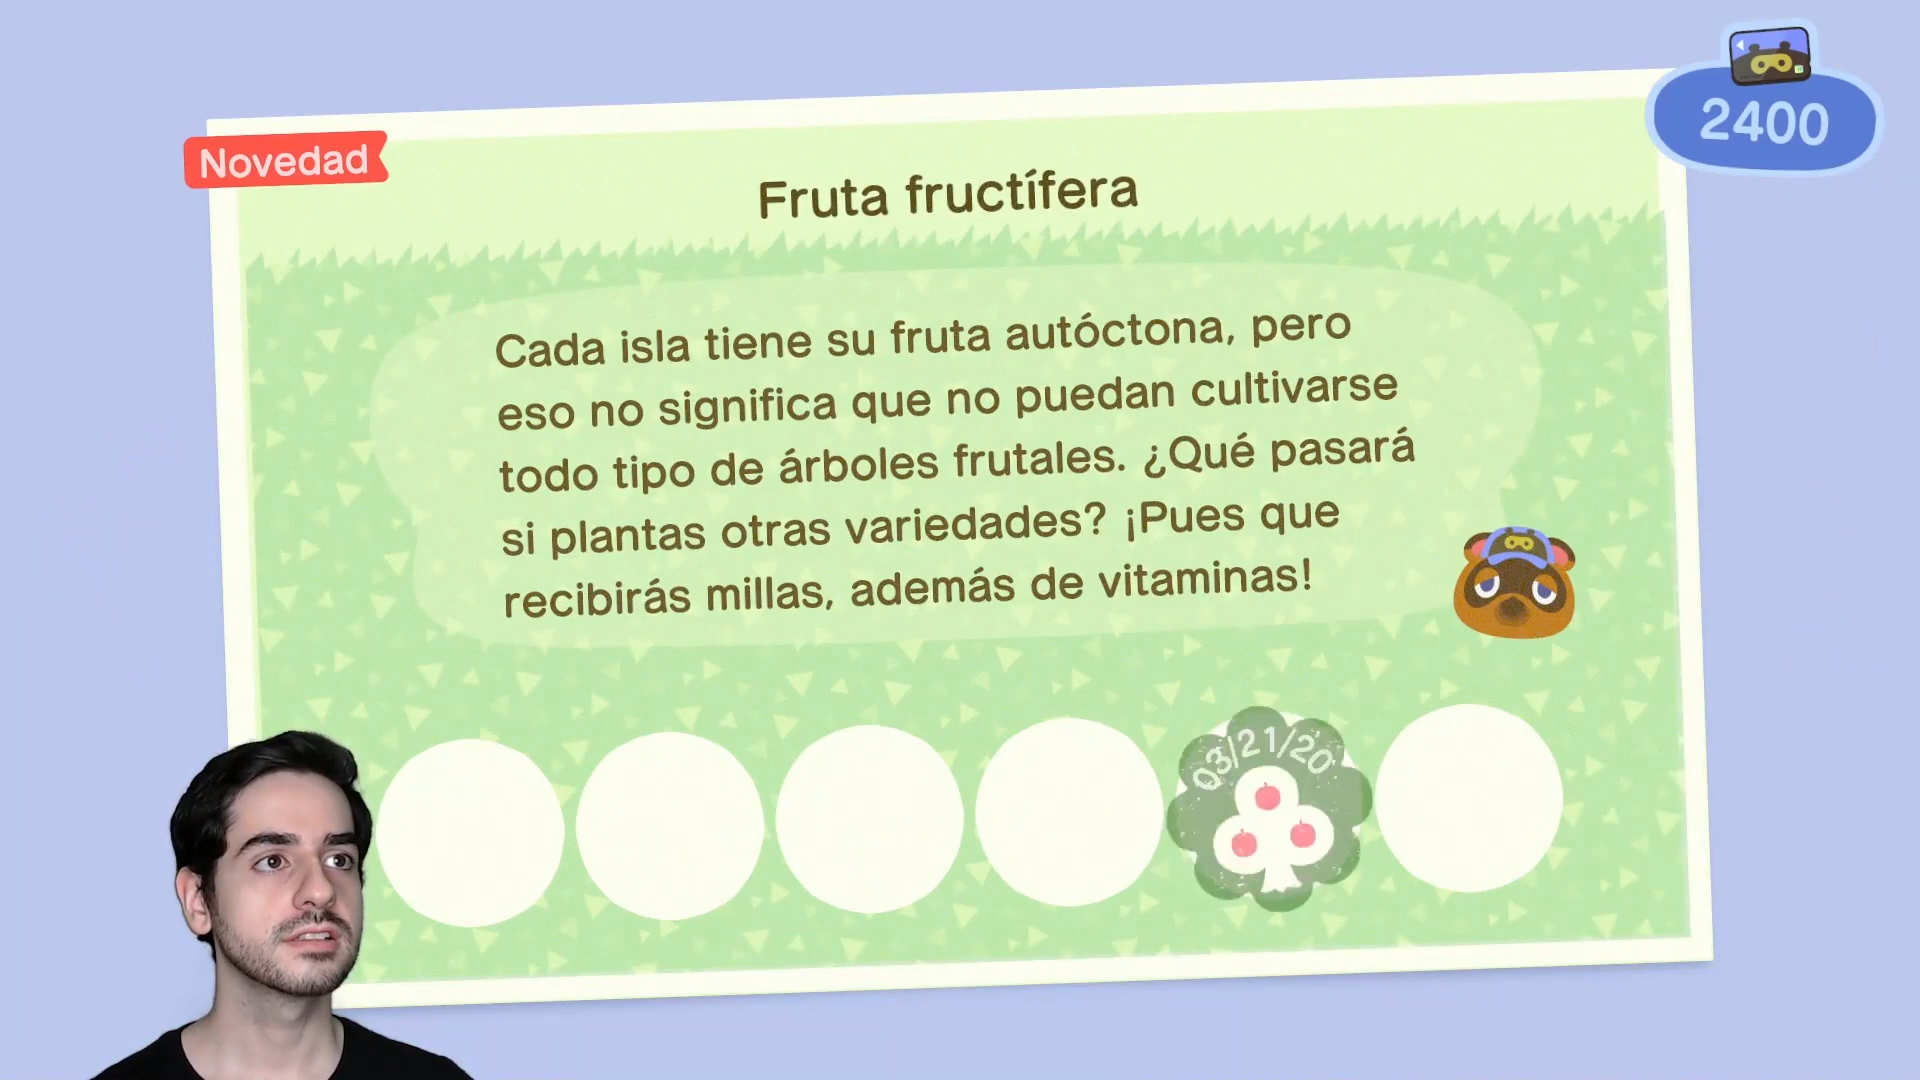 2400
Novedad
Fruta fructífera
Cada isla tiene su fruta autóctona, pero
eso no significa que no puedan cultivarse
todo tipo de árboles frutales. ¿Qué pasará
si plantas otras variedades? ¡Pues que
recibirás millas, además de vitaminas!
03/21/20